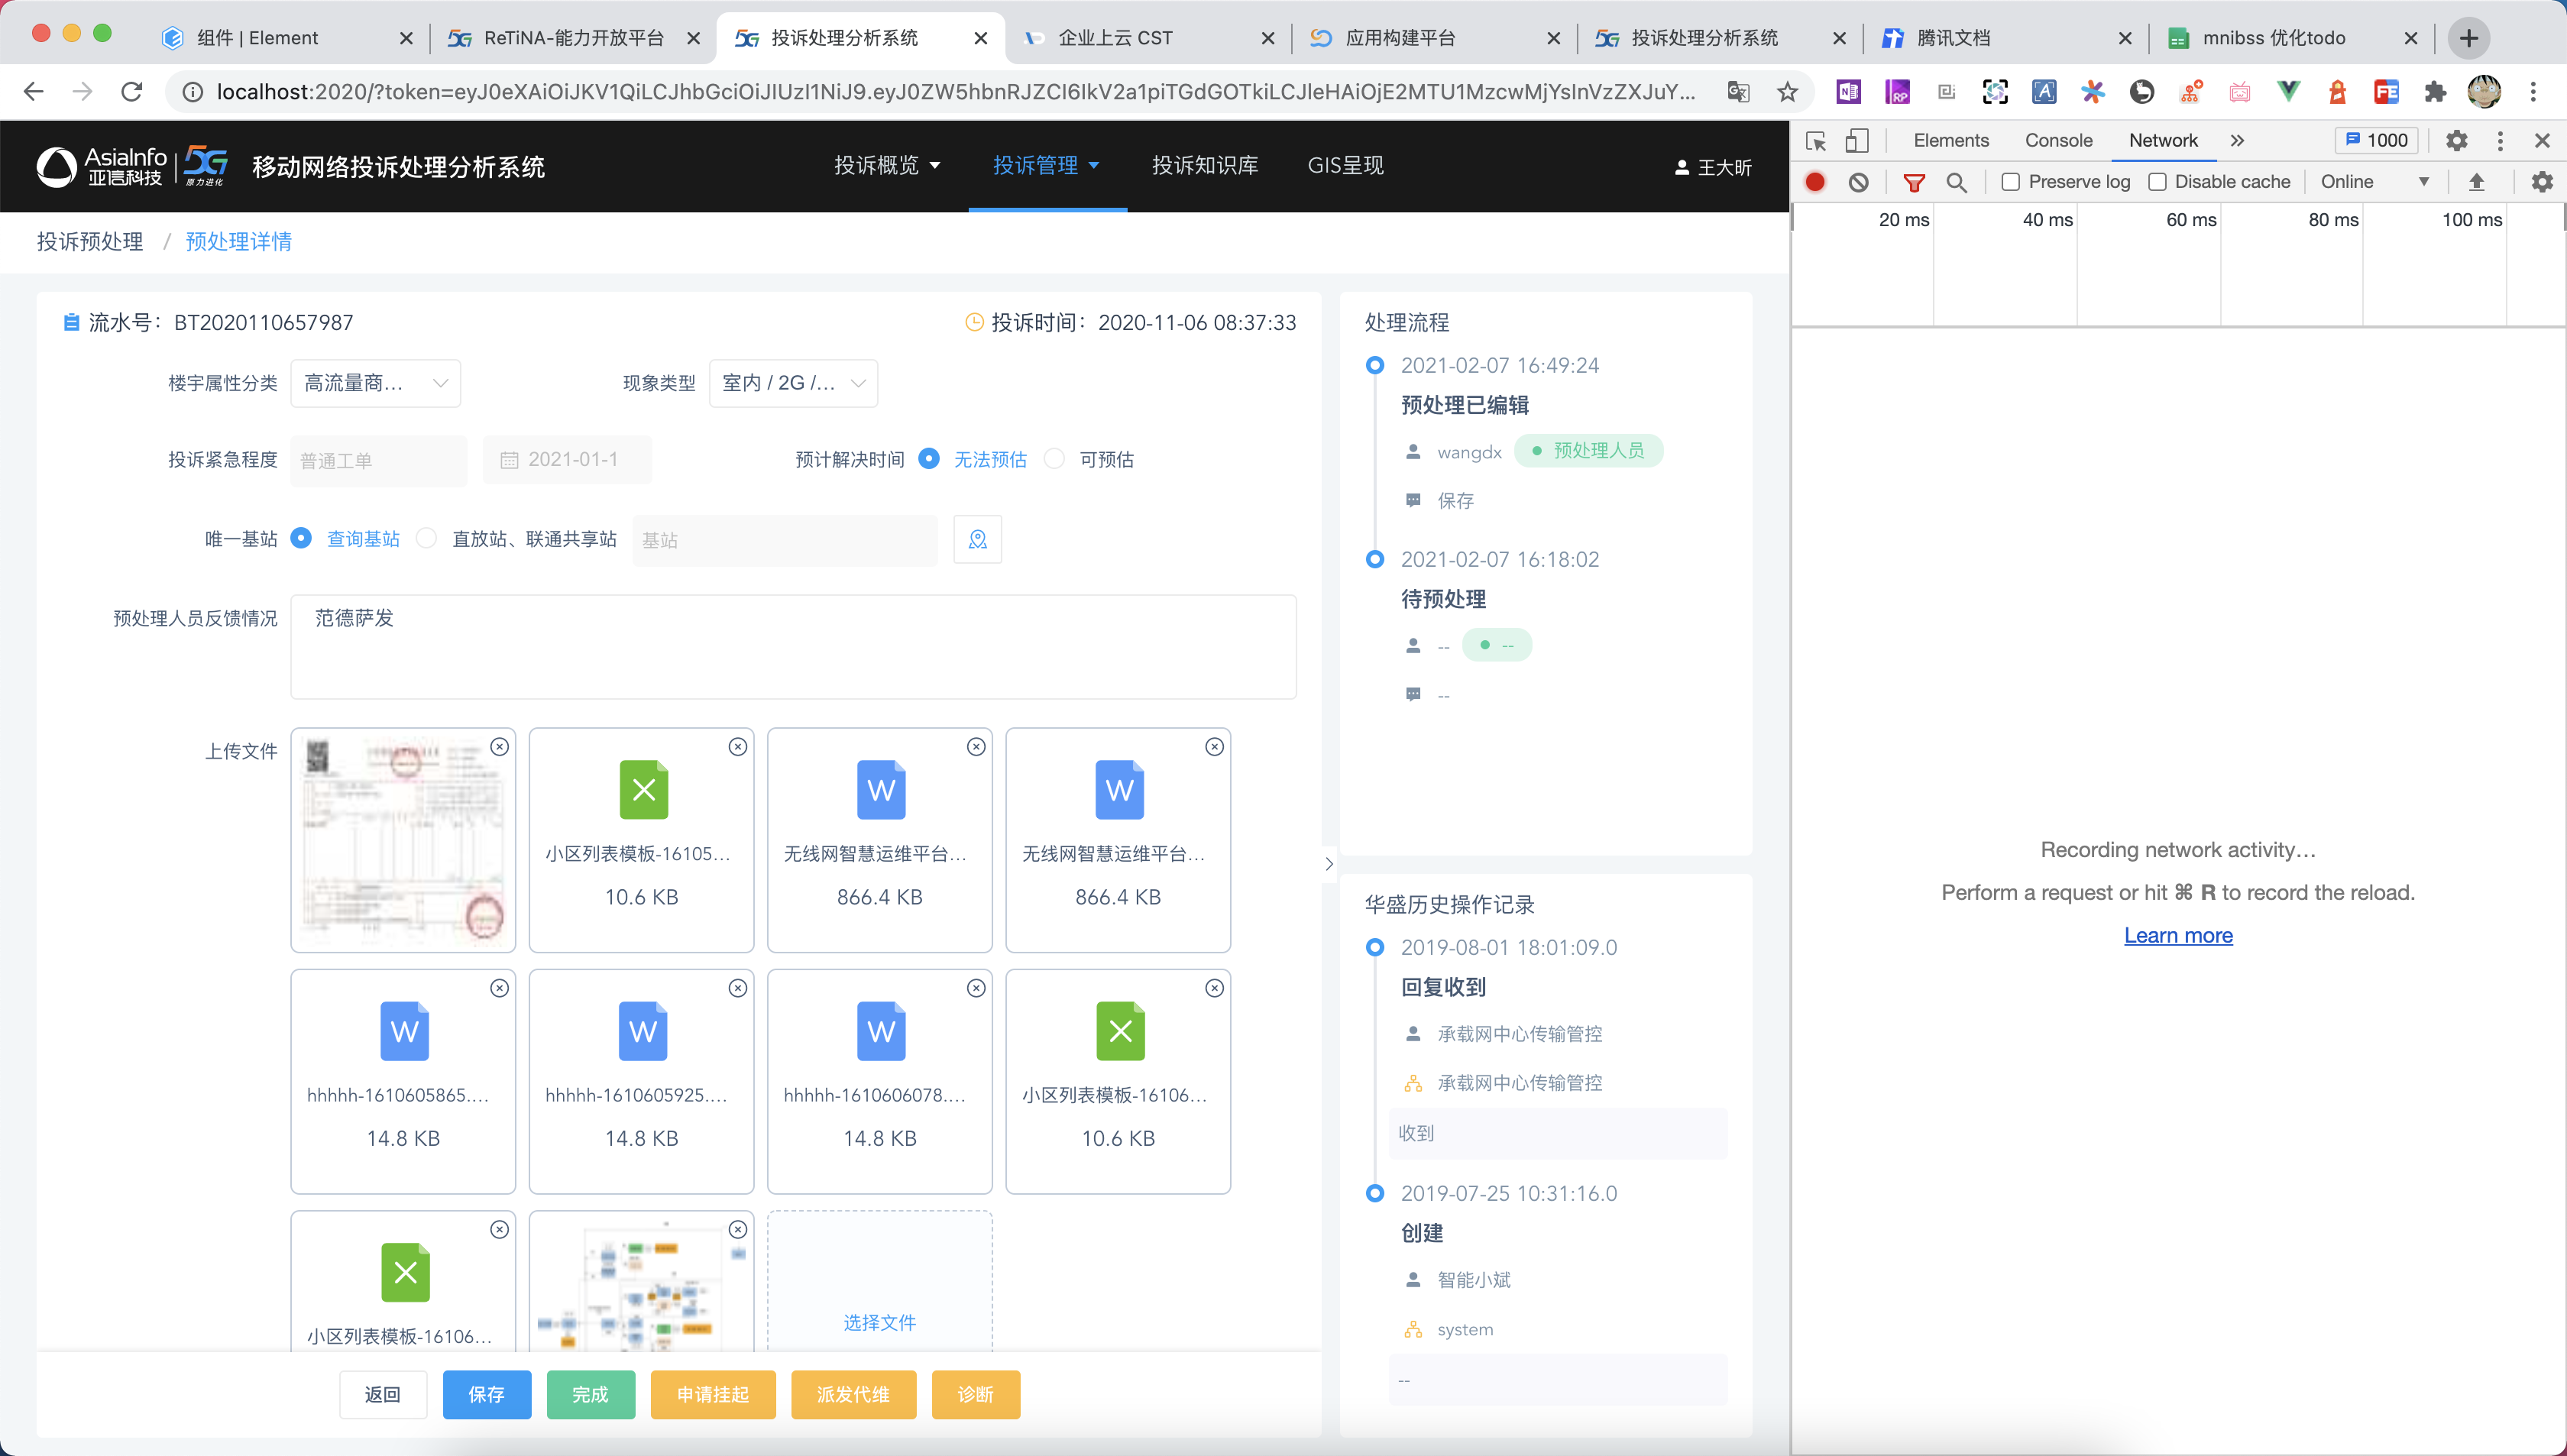 组件 | Element
ReTiNA-能力开放平台
投诉处理分析系统
企业上云 CST
应用构建平台
投诉处理分析系统
腾讯文档
mnibss 优化todo
localhost:2020/?token=eyJ0eXAiOiJKV1QiLCJhbGciOiJIUzI1NiJ9.eyJ0ZW5hbnRJZCI6IkV2a1piTGdGOTkiLCJleHAiOjE2MTU1MzcwMjYsInVzZXJuY...
AsiaInfo
亚信科技
5G
原力进化
移动网络投诉处理分析系统
投诉概览
投诉管理
投诉知识库
GIS呈现
王大昕
投诉预处理 / 预处理详情
流水号: BT2020110657987
投诉时间: 2020-11-06 08:37:33
楼宇属性分类
高流量商...
现象类型
室内 / 2G /...
投诉紧急程度
普通工单
2021-01-1
预计解决时间
无法预估
可预估
唯一基站
查询基站
直放站、联通共享站
基站
预处理人员反馈情况
范德萨发
上传文件
小区列表模板-16105...
10.6 KB
无线网智慧运维平台...
866.4 KB
无线网智慧运维平台...
866.4 KB
hhhhh-1610605865....
14.8 KB
hhhhh-1610605925....
14.8 KB
hhhhh-1610606078....
14.8 KB
小区列表模板-16106...
10.6 KB
小区列表模板-16106...
选择文件
返回
保存
完成
申请挂起
派发代维
诊断
处理流程
2021-02-07 16:49:24
预处理已编辑
wangdx
预处理人员
保存
2021-02-07 16:18:02
待预处理
--
--
--
华盛历史操作记录
2019-08-01 18:01:09.0
回复收到
承载网中心传输管控
承载网中心传输管控
收到
2019-07-25 10:31:16.0
创建
智能小斌
system
--
Elements
Console
Network
1000
Preserve log
Disable cache
Online
20 ms
40 ms
60 ms
80 ms
100 ms
Recording network activity…
Perform a request or hit ⌘ R to record the reload.
Learn more